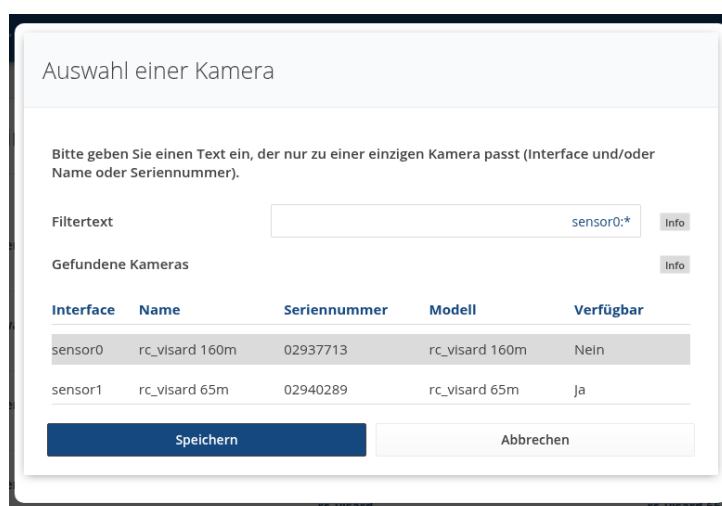 Auswahl einer Kamera
Bitte geben Sie einen Text ein, der nur zu einer einzigen Kamera passt (Interface und/oder
Name oder Seriennummer).
Filtertext sensor0:* Info
Gefundene Kameras Info
Interface Name Seriennummer Modell Verfügbar
sensor0 rc_visard 160m 02937713 rc_visard 160m Nein
sensor1 rc_visard 65m 02940289 rc_visard 65m Ja
Speichern Abbrechen